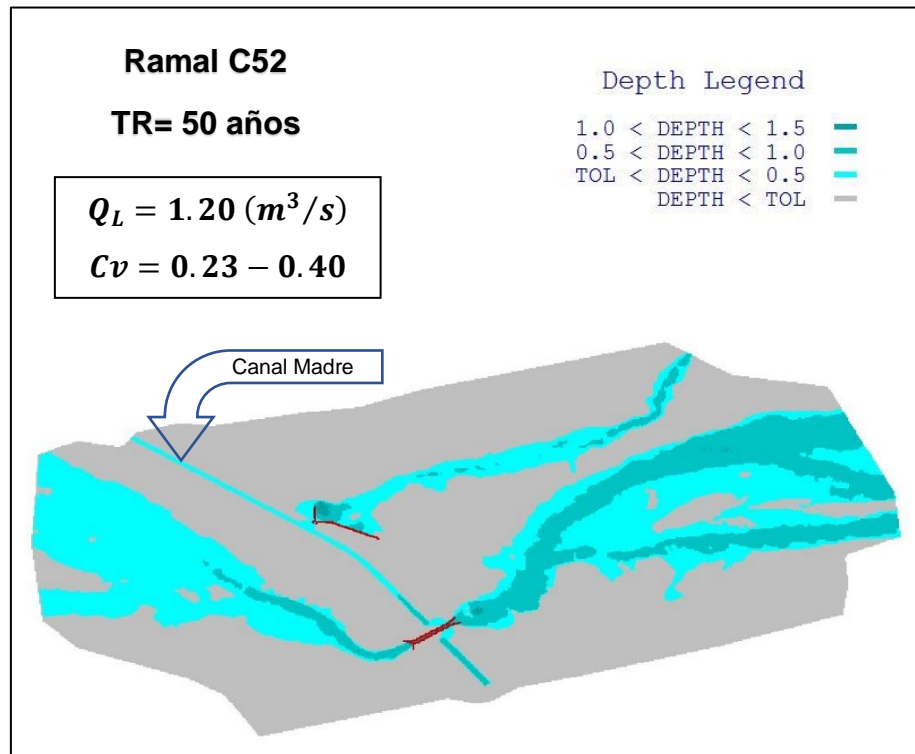 Ramal C52
TR= 50 años
Q_L = 1.20 (m³/s)
Cv = 0.23 − 0.40
Depth Legend
1.0 < DEPTH < 1.5
0.5 < DEPTH < 1.0
TOL < DEPTH < 0.5
DEPTH < TOL
Canal Madre